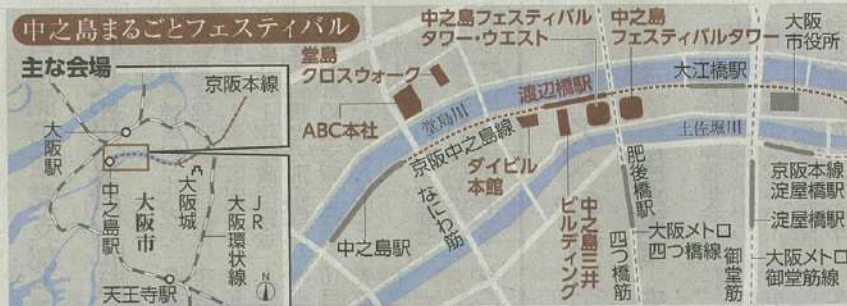 中之島まるごとフェスティバル
主な会場
京阪本線
大阪駅
中之島駅
大阪市
大阪城
JR
大阪環状線
天王寺駅
N
堂島
クロスウォーク
ABC本社
中之島フェスティバル
タワー・ウエスト
中之島
フェスティバルタワー
大阪
市役所
渡辺橋駅
大江橋駅
堂島川
土佐堀川
京阪中之島線
ダイビル
本館
中之島三井
ビルディング
なにわ筋
中之島駅
肥後橋駅
四つ橋筋
大阪メトロ
四つ橋線
御堂筋
京阪本線
淀屋橋駅
淀屋橋駅
大阪メトロ
御堂筋線